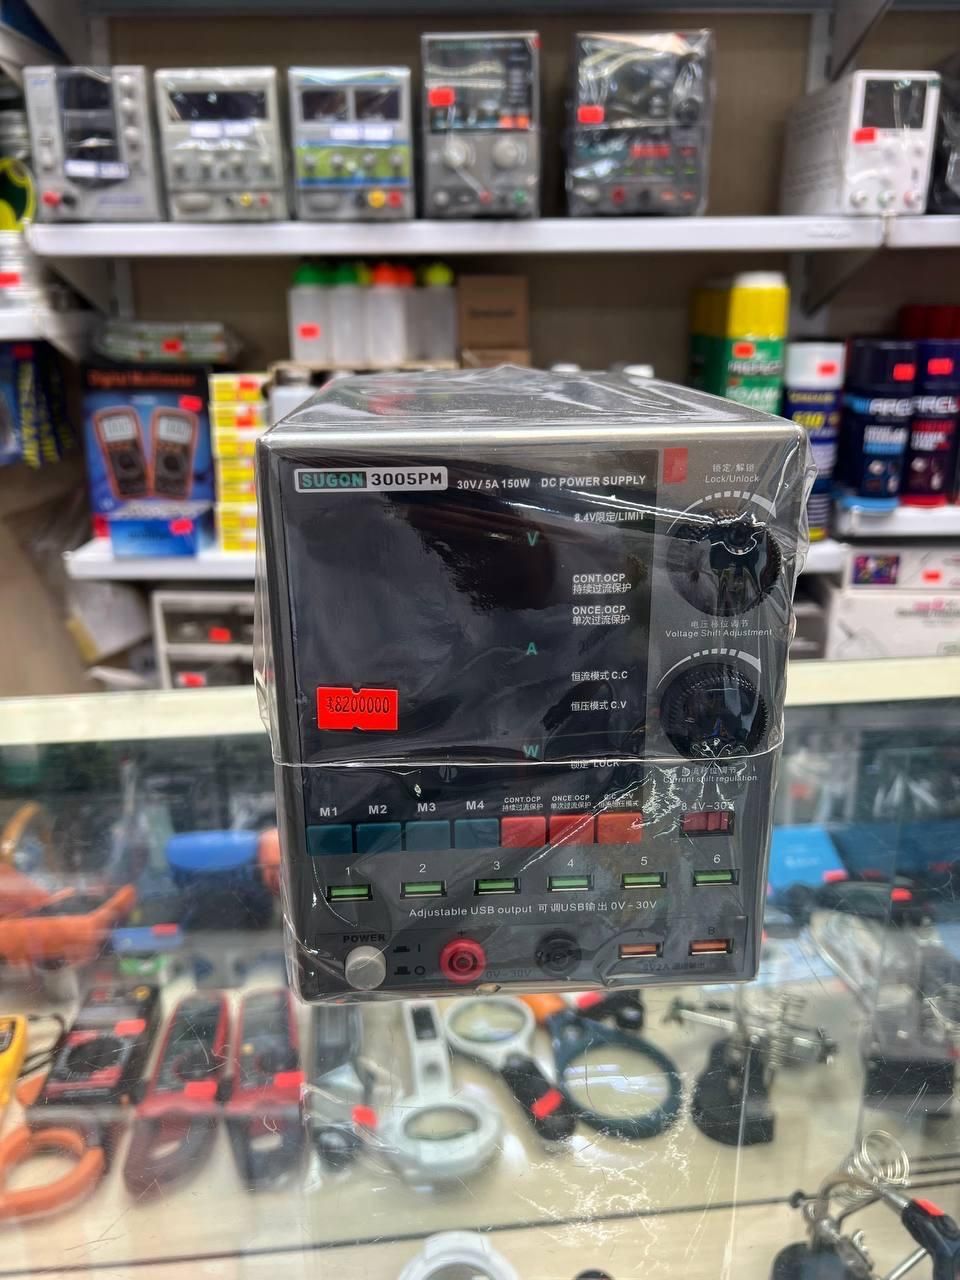 Digital Multimeter
SUGON 3005PM 30V/5A 150W DC POWER SUPPLY
锁定/解锁
Lock/Unlock
8.4V限定/LIMIT
V
CONT.OCP
持续过流保护
ONCE.OCP
单次过流保护
电压移位调节
Voltage Shift Adjustment
A
恒流模式 C.C
恒压模式 C.V
8200000
W
锁定 LOCK
Current shift regulation
M1 M2 M3 M4
CONT.OCP
持续过流保护
ONCE.OCP
单次过流保护
8.4V-30V
1 2 3 4 5 6
Adjustable USB output 可调USB输出 0V-30V
POWER
I
O
+
0V-30V
A B
5V2A